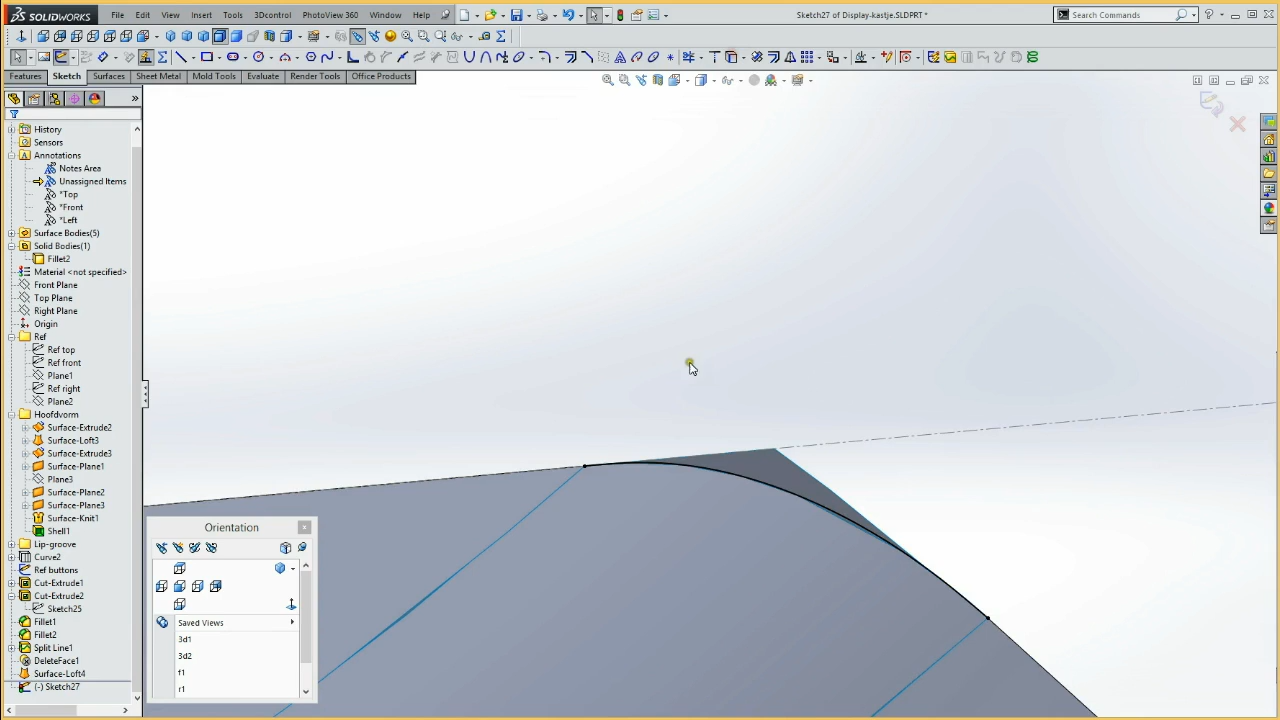 SOLIDWORKS File Edit View Insert Tools 3Dcontrol PhotoView 360 Window Help Sketch27 of Display-kastje.SLDPRT * Search Commands
Features Sketch Surfaces Sheet Metal Mold Tools Evaluate Render Tools Office Products
History
Sensors
Annotations
Notes Area
Unassigned Items
*Top
*Front
*Left
Surface Bodies(5)
Solid Bodies(1)
Fillet2
Material <not specified>
Front Plane
Top Plane
Right Plane
Origin
Ref
Ref top
Ref front
Plane1
Ref right
Plane2
Hoofdvorm
Surface-Extrude2
Surface-Loft3
Surface-Extrude3
Surface-Plane1
Plane3
Surface-Plane2
Surface-Plane3
Surface-Knit1
Shell1
Lip-groove
Curve2
Ref buttons
Cut-Extrude1
Cut-Extrude2
Sketch25
Fillet1
Fillet2
Split Line1
DeleteFace1
Surface-Loft4
(-) Sketch27
Orientation
Saved Views
3d1
3d2
f1
r1